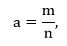 a = m/n,